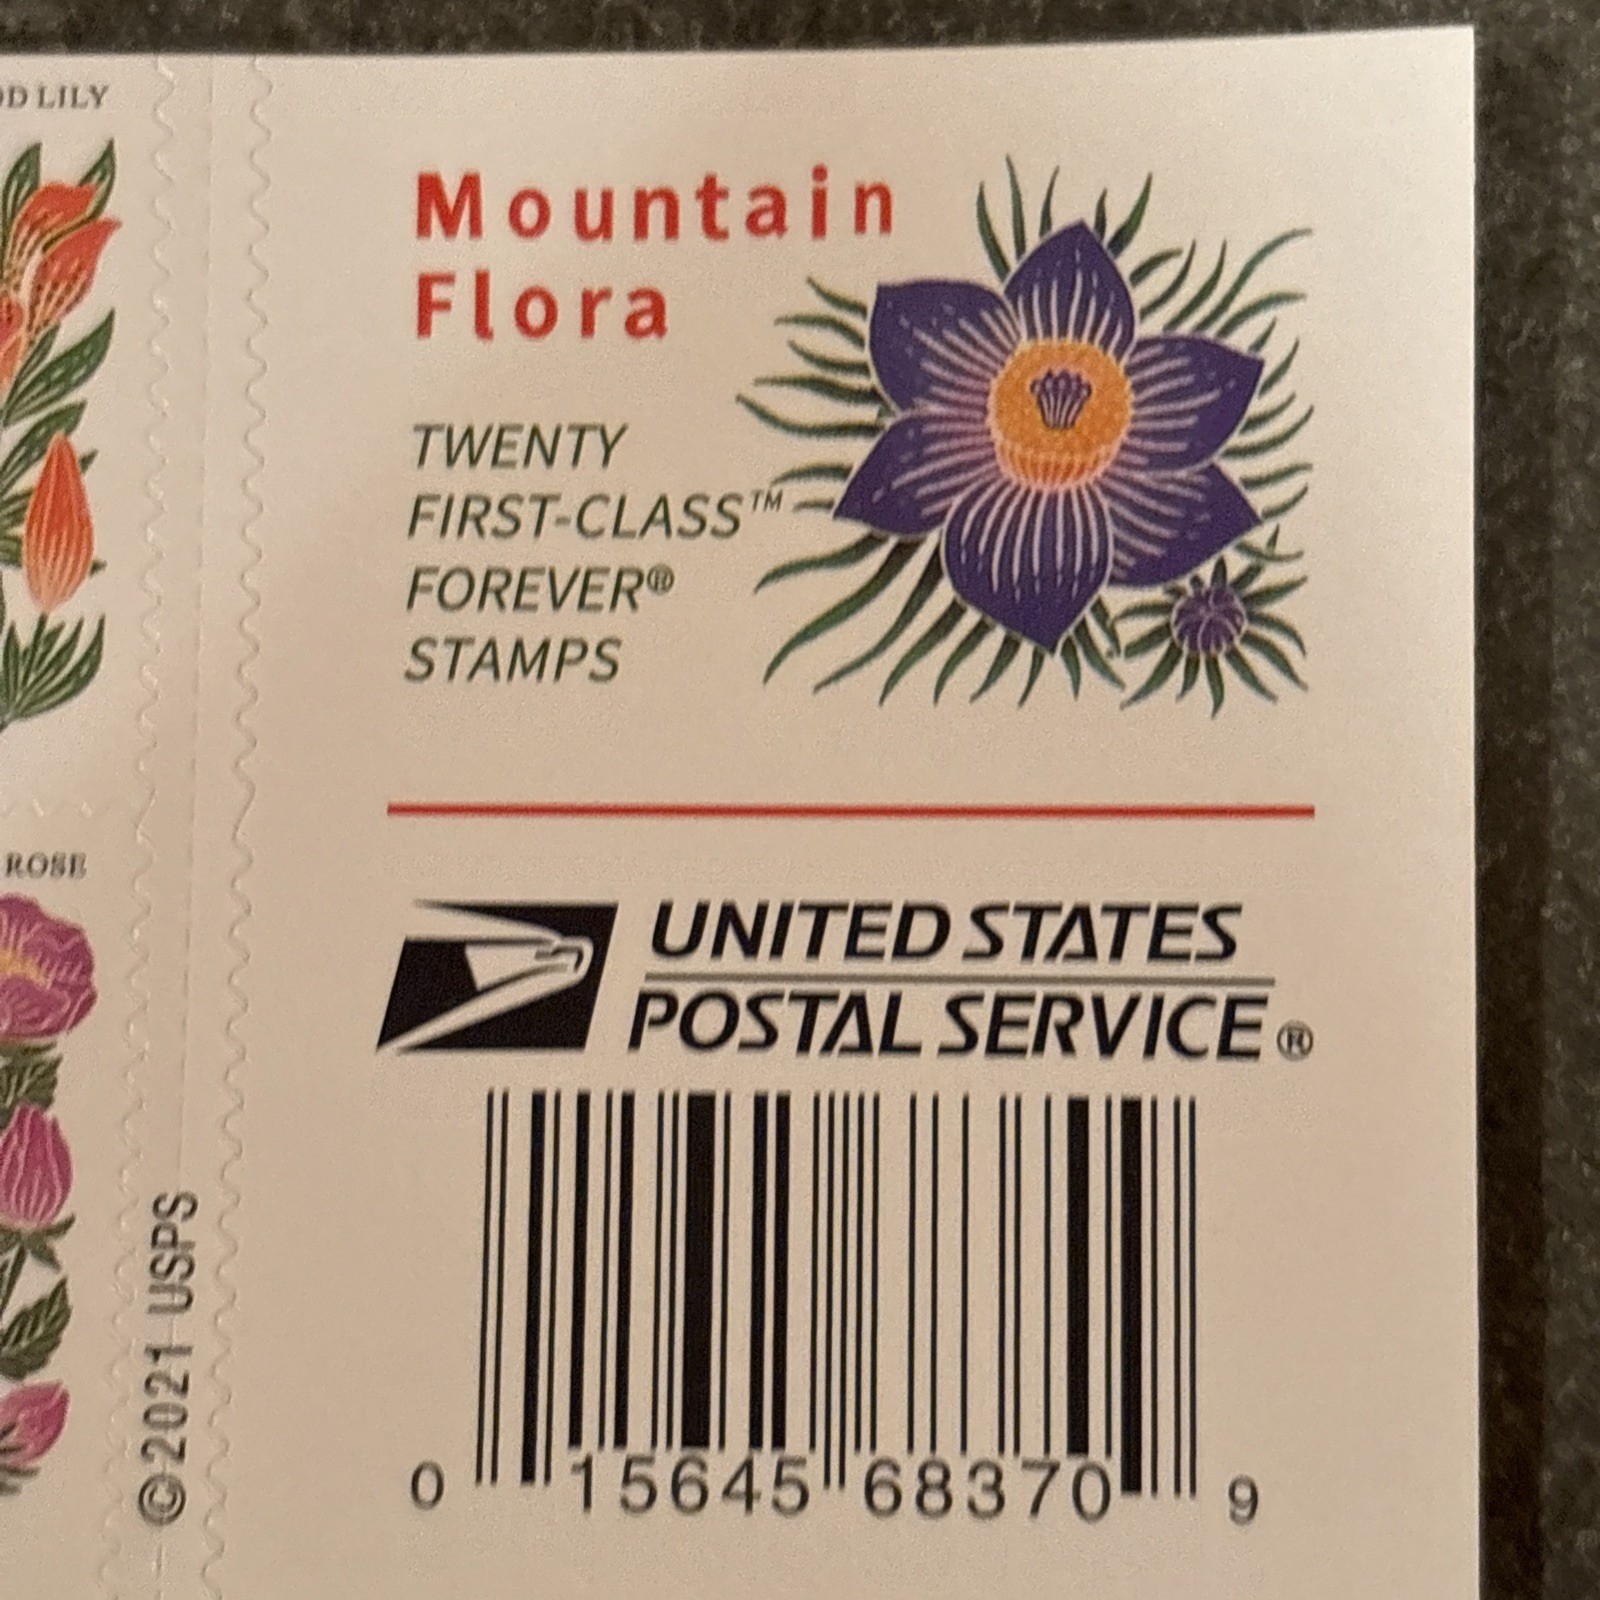 LILY
Mountain
Flora
TWENTY
FIRST-CLASS™
FOREVER®
STAMPS
ROSE
UNITED STATES
POSTAL SERVICE®
©2021 USPS
0 15645 68370 9